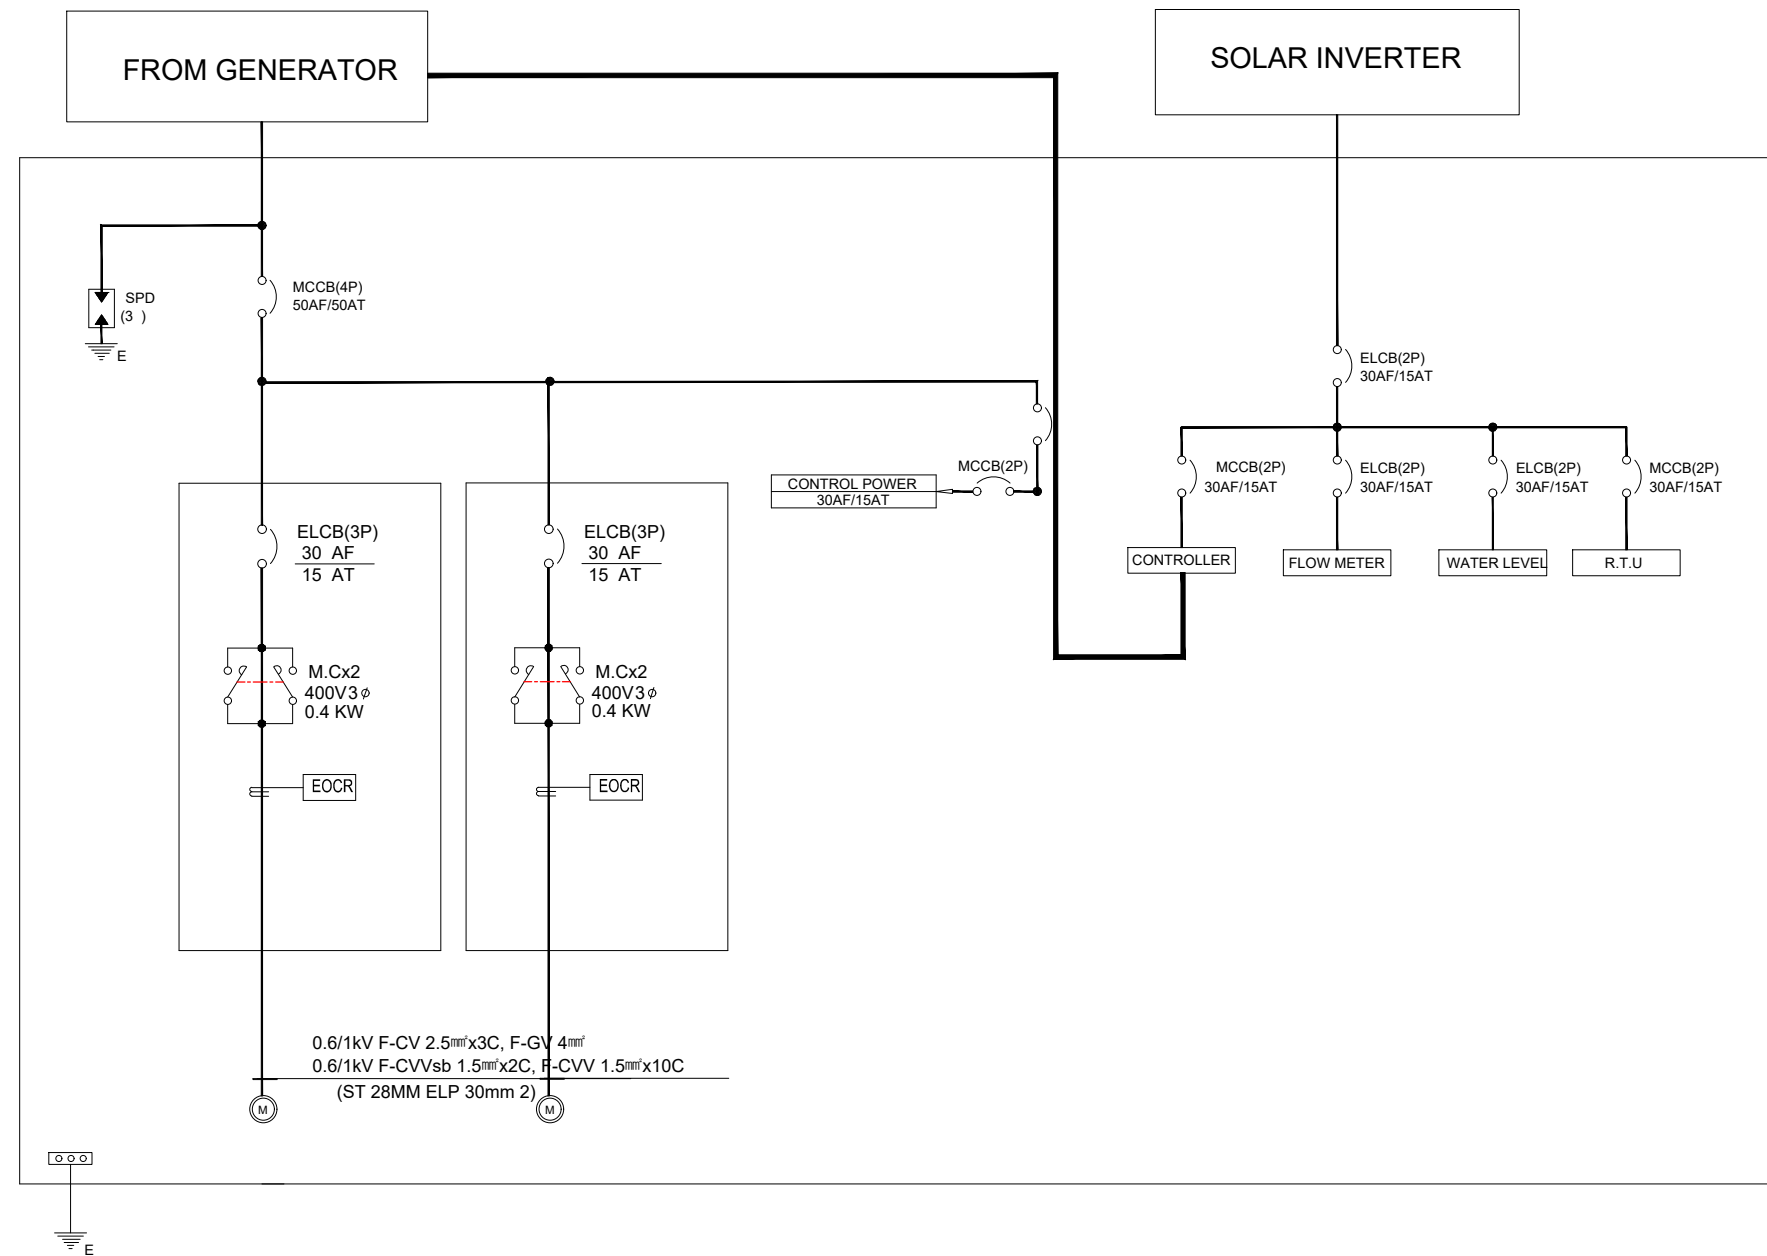 FROM GENERATOR
SOLAR INVERTER
SPD
(3 )
E
MCCB(4P)
50AF/50AT
ELCB(2P)
30AF/15AT
MCCB(2P)
CONTROL POWER
30AF/15AT
MCCB(2P)
30AF/15AT
ELCB(2P)
30AF/15AT
ELCB(2P)
30AF/15AT
MCCB(2P)
30AF/15AT
CONTROLLER
FLOW METER
WATER LEVEL
R.T.U
ELCB(3P)
30 AF
15 AT
ELCB(3P)
30 AF
15 AT
M.Cx2
400V3ϕ
0.4 KW
M.Cx2
400V3ϕ
0.4 KW
EOCR
EOCR
0.6/1kV F-CV 2.5㎟x3C, F-GV 4㎟
0.6/1kV F-CVVsb 1.5㎟x2C, F-CVV 1.5㎟x10C
(ST 28MM ELP 30mm 2)
M
M
E